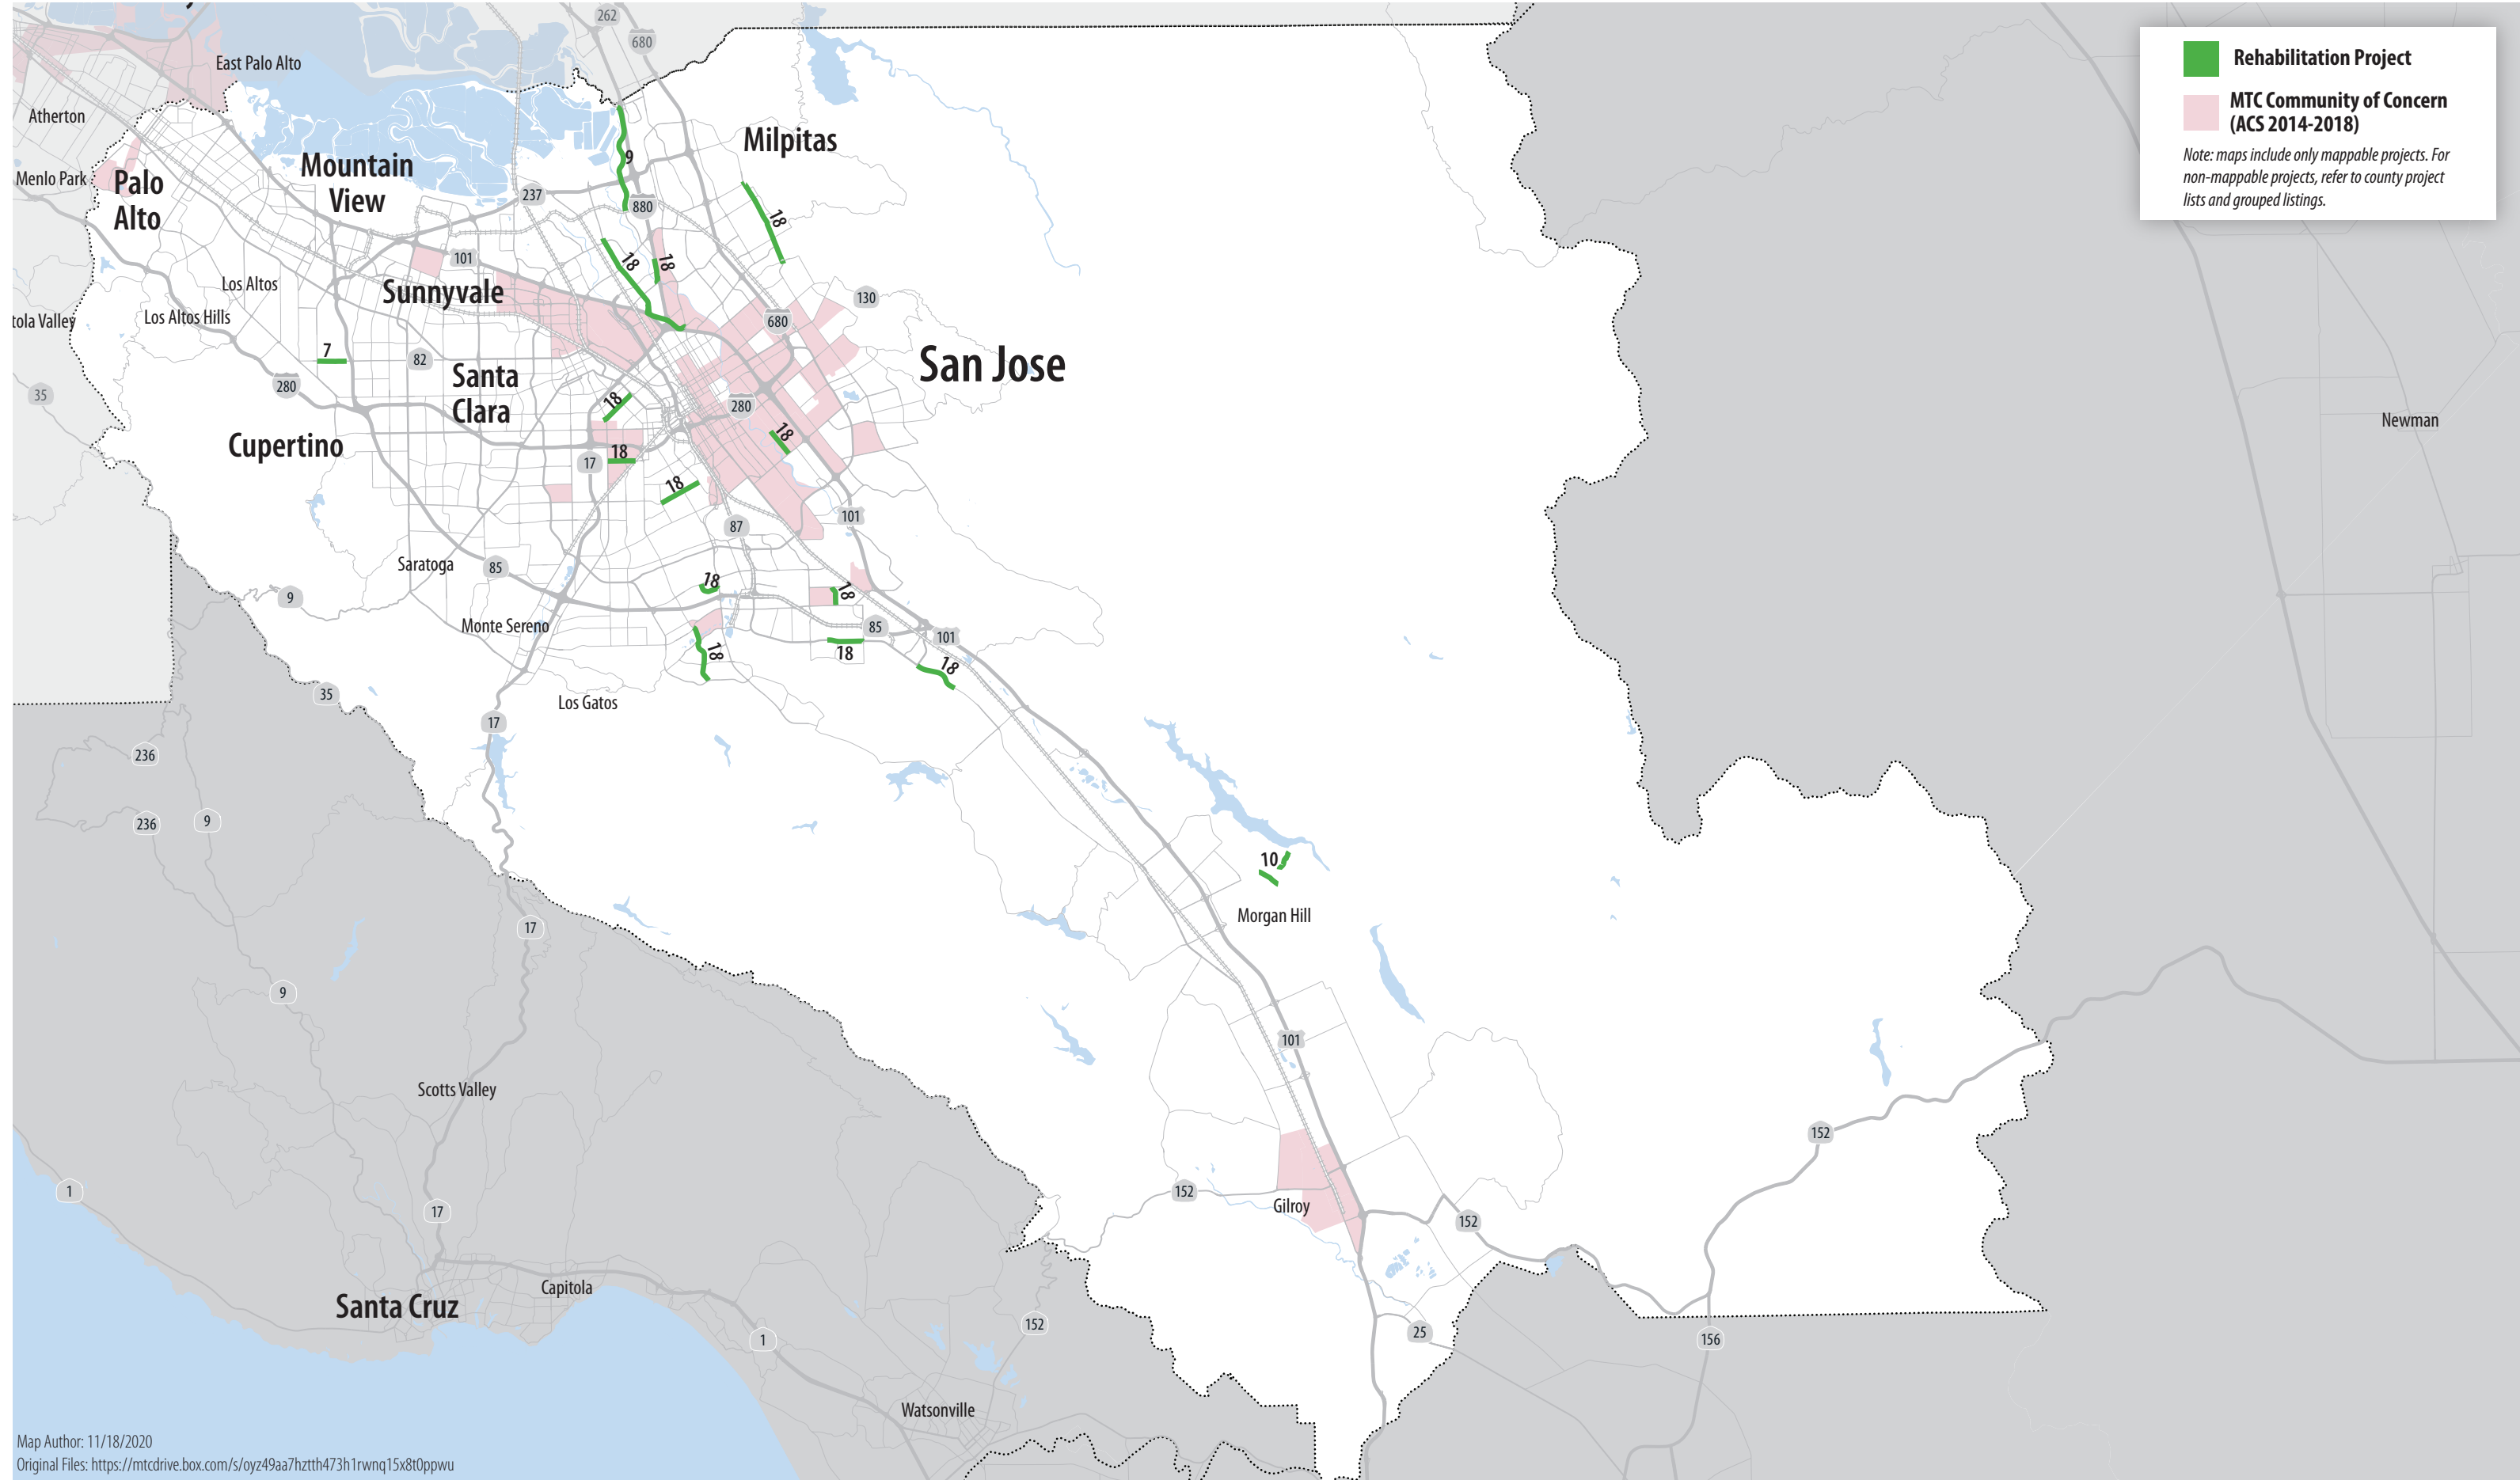 262
680
Rehabilitation Project
MTC Community of Concern
(ACS 2014-2018)
Note: maps include only mappable projects. For
non-mappable projects, refer to county project
lists and grouped listings.
East Palo Alto
Atherton
Milpitas
9
Mountain
View
Menlo Park
Palo
Alto
237
880
18
101
18
18
Los Altos
Sunnyvale
130
Los Altos Hills
tola Valley
680
7
82
San Jose
Santa
Clara
280
35
18
280
Newman
Cupertino
18
18
17
18
101
87
Saratoga
85
18
18
9
Monte Sereno
85
101
18
18
18
35
Los Gatos
17
236
236
9
10
Morgan Hill
17
9
101
Scotts Valley
152
1
152
17
Gilroy
152
Capitola
Santa Cruz
152
25
1
156
Watsonville
Map Author: 11/18/2020
Original Files: https://mtcdrive.box.com/s/oyz49aa7hztth473h1rwnq15x8t0ppwu